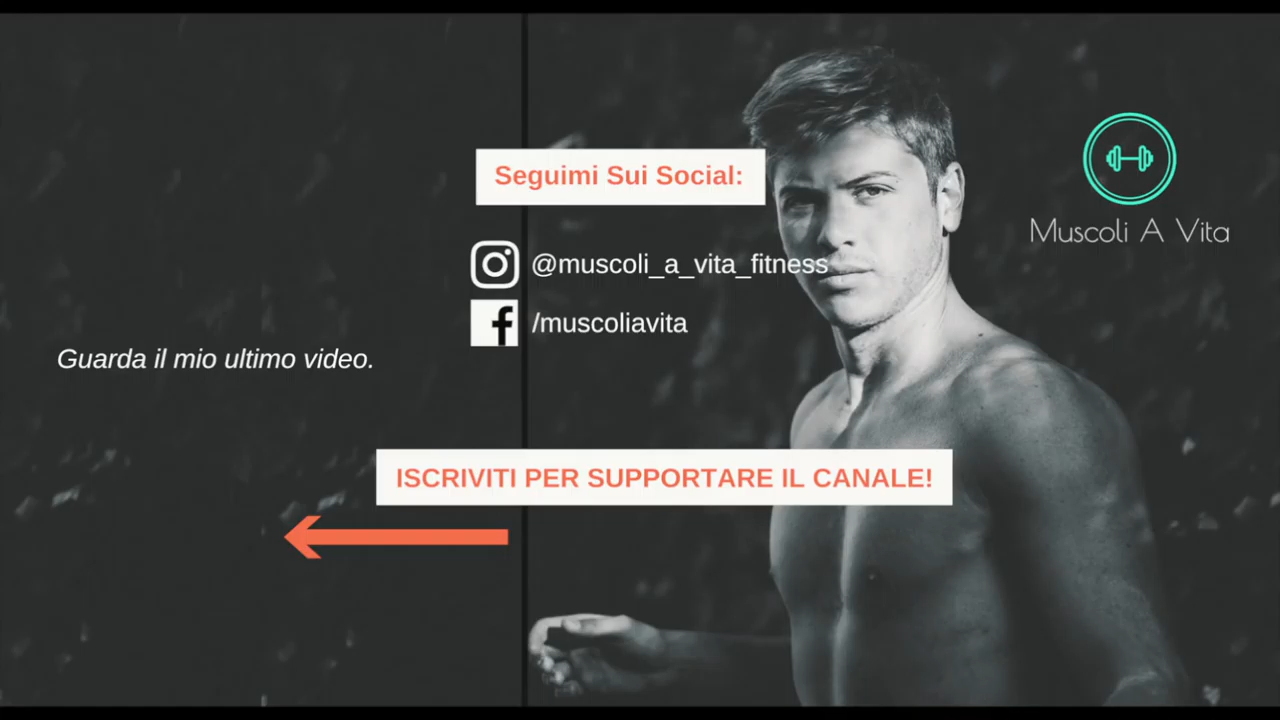 Seguimi Sui Social:
@muscoli_a_vita_fitness
/muscoliavita
Muscoli A Vita
Guarda il mio ultimo video.
ISCRIVITI PER SUPPORTARE IL CANALE!